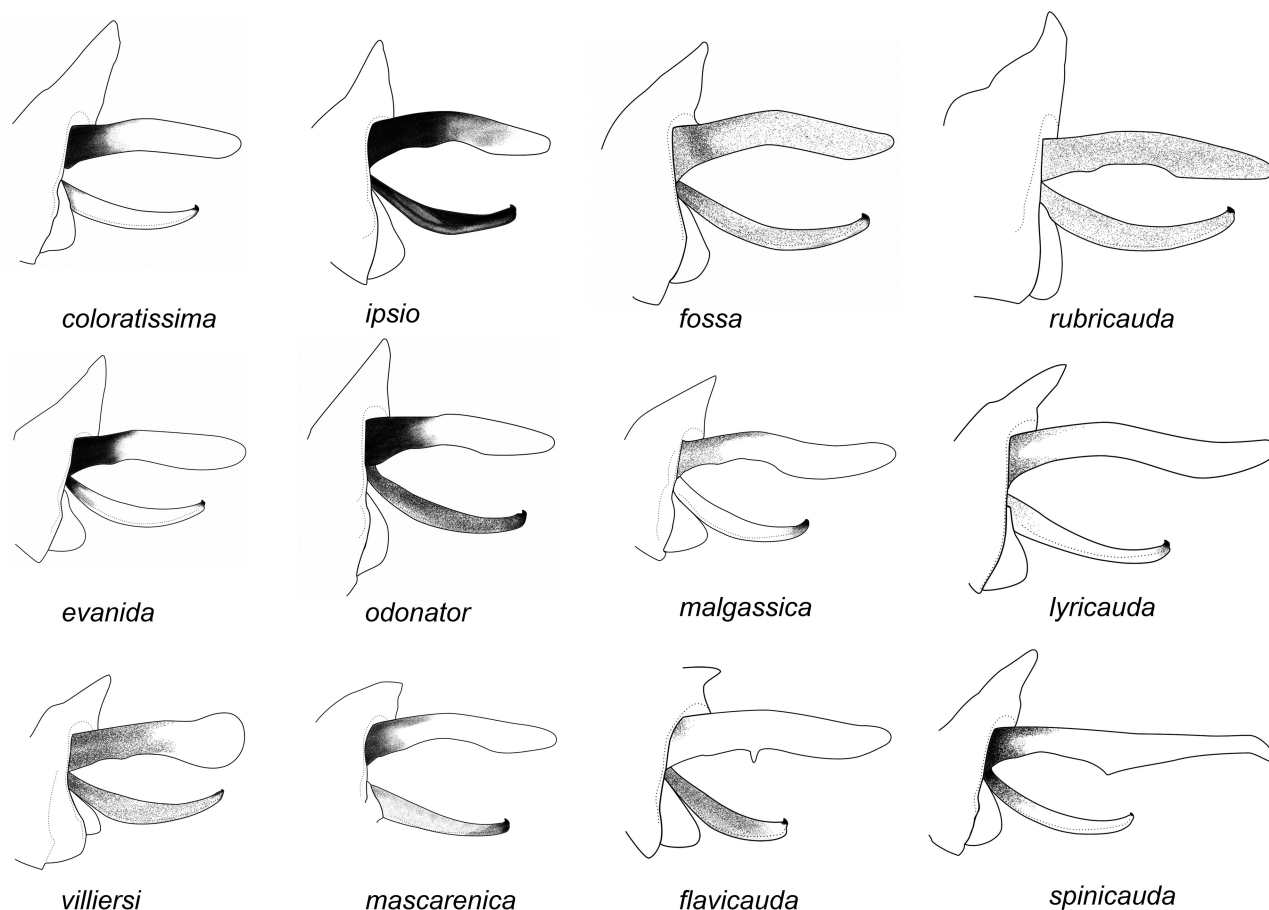 coloratissima
ipsio
fossa
rubricauda
evanida
odonator
malgassica
lyricauda
villiersi
mascarenica
flavicauda
spinicauda